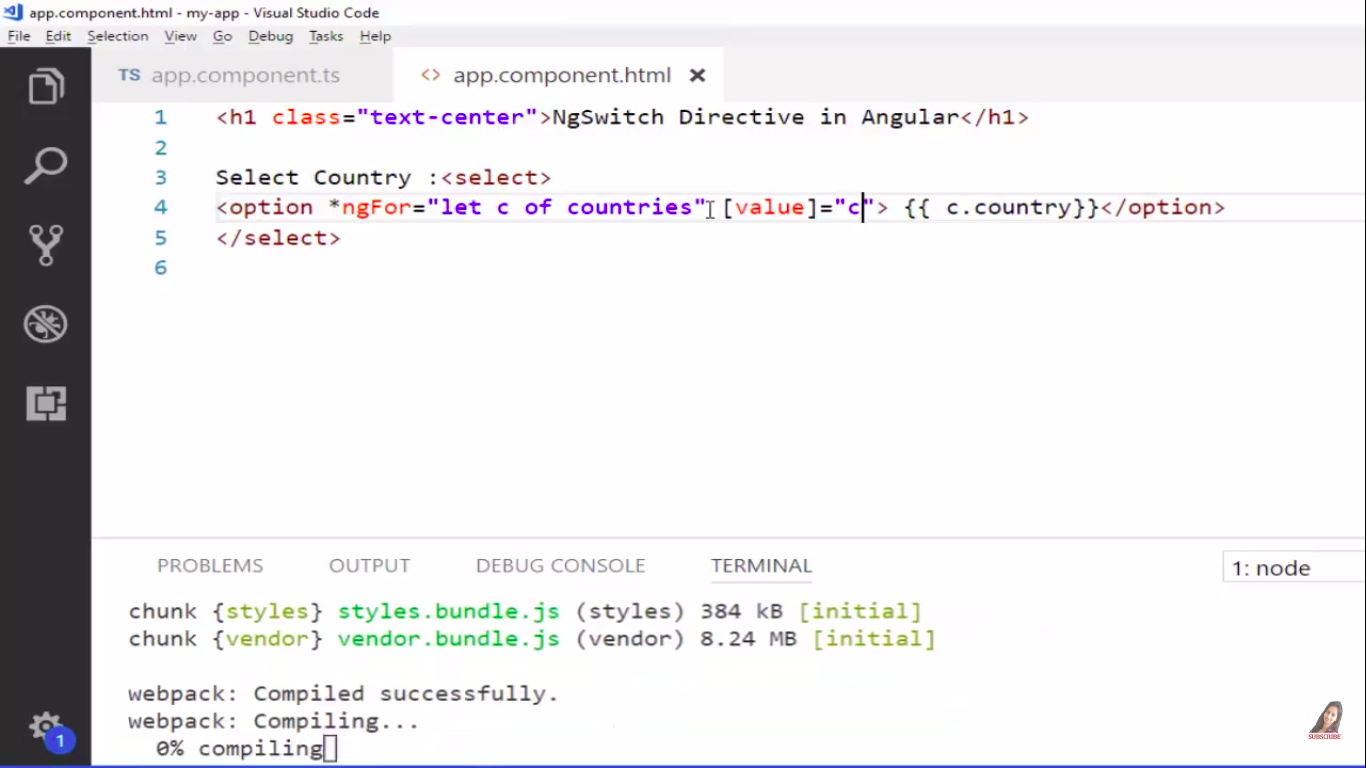 app.component.html - my-app - Visual Studio Code
File Edit Selection View Go Debug Tasks Help
TS app.component.ts <> app.component.html ×
1 <h1 class="text-center">NgSwitch Directive in Angular</h1>
2
3 Select Country :<select>
4 <option *ngFor="let c of countries" [value]="c"> {{ c.country}}</option>
5 </select>
6
PROBLEMS OUTPUT DEBUG CONSOLE TERMINAL 1: node
chunk {styles} styles.bundle.js (styles) 384 kB [initial]
chunk {vendor} vendor.bundle.js (vendor) 8.24 MB [initial]
webpack: Compiled successfully.
webpack: Compiling...
0% compiling
1
SUBSCRIBE